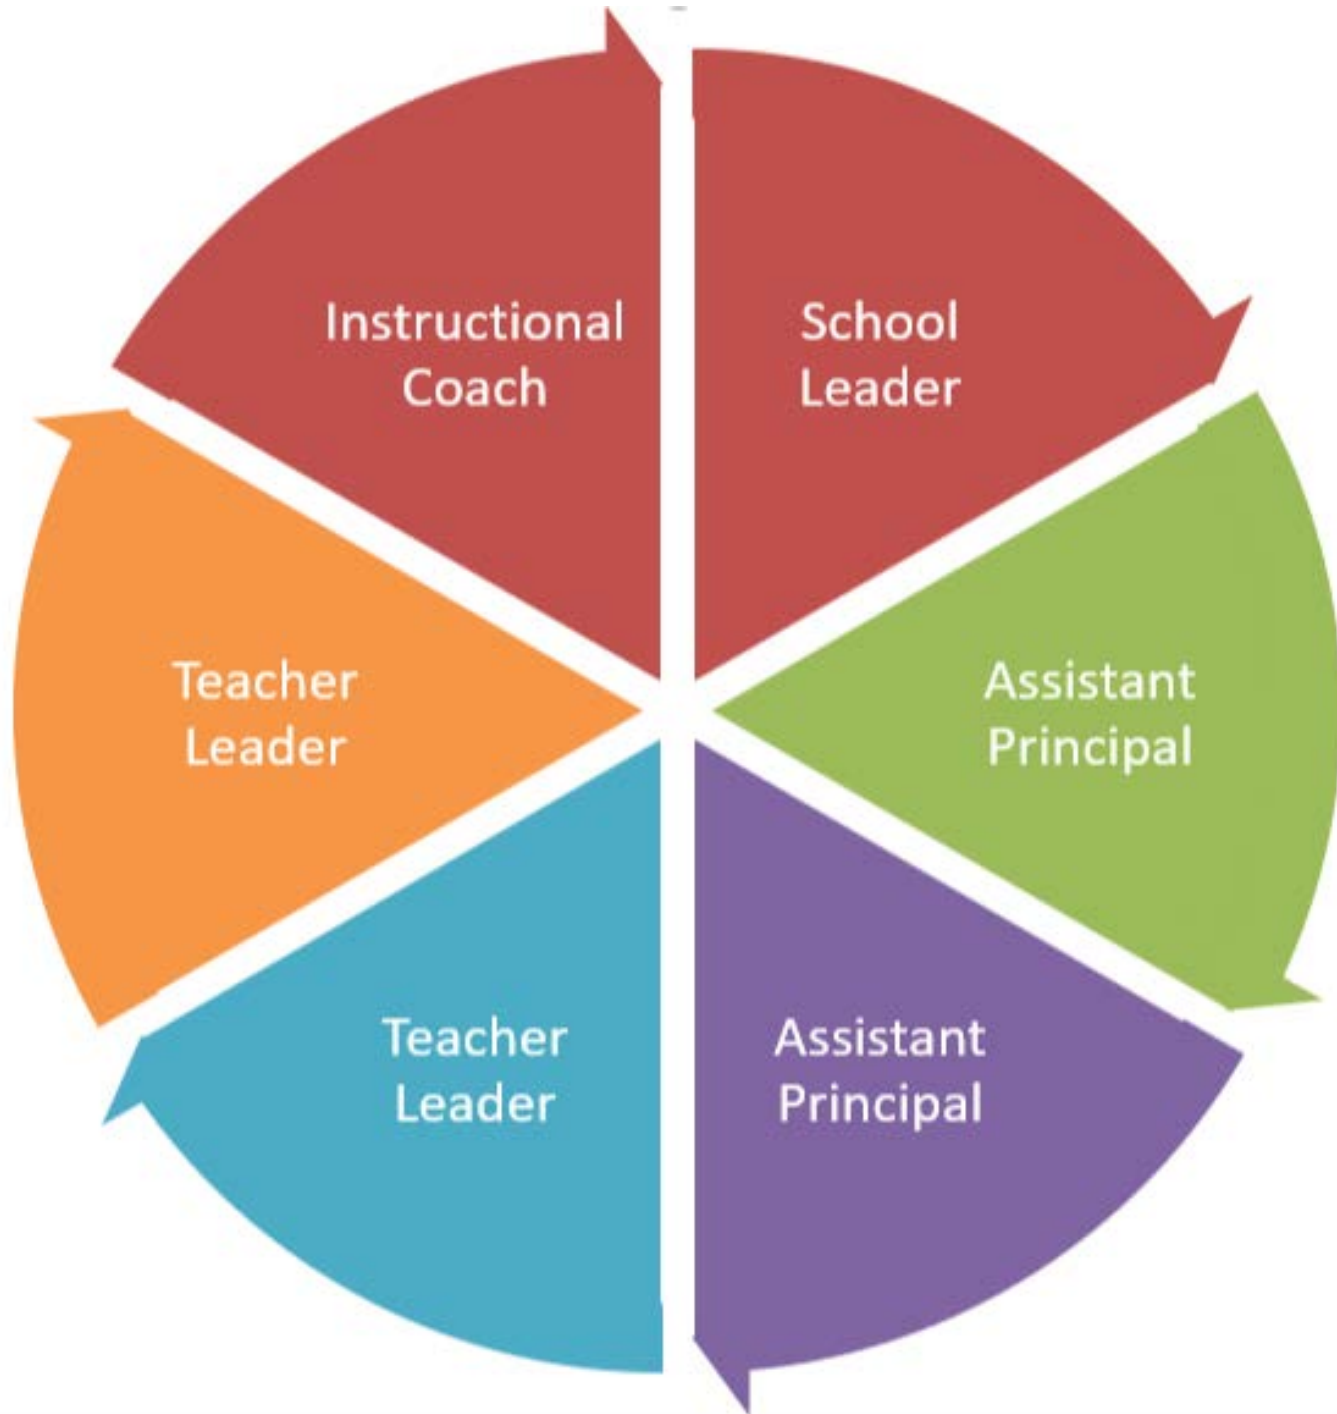 Instructional
Coach
School
Leader
Teacher
Leader
Assistant
Principal
Teacher
Leader
Assistant
Principal